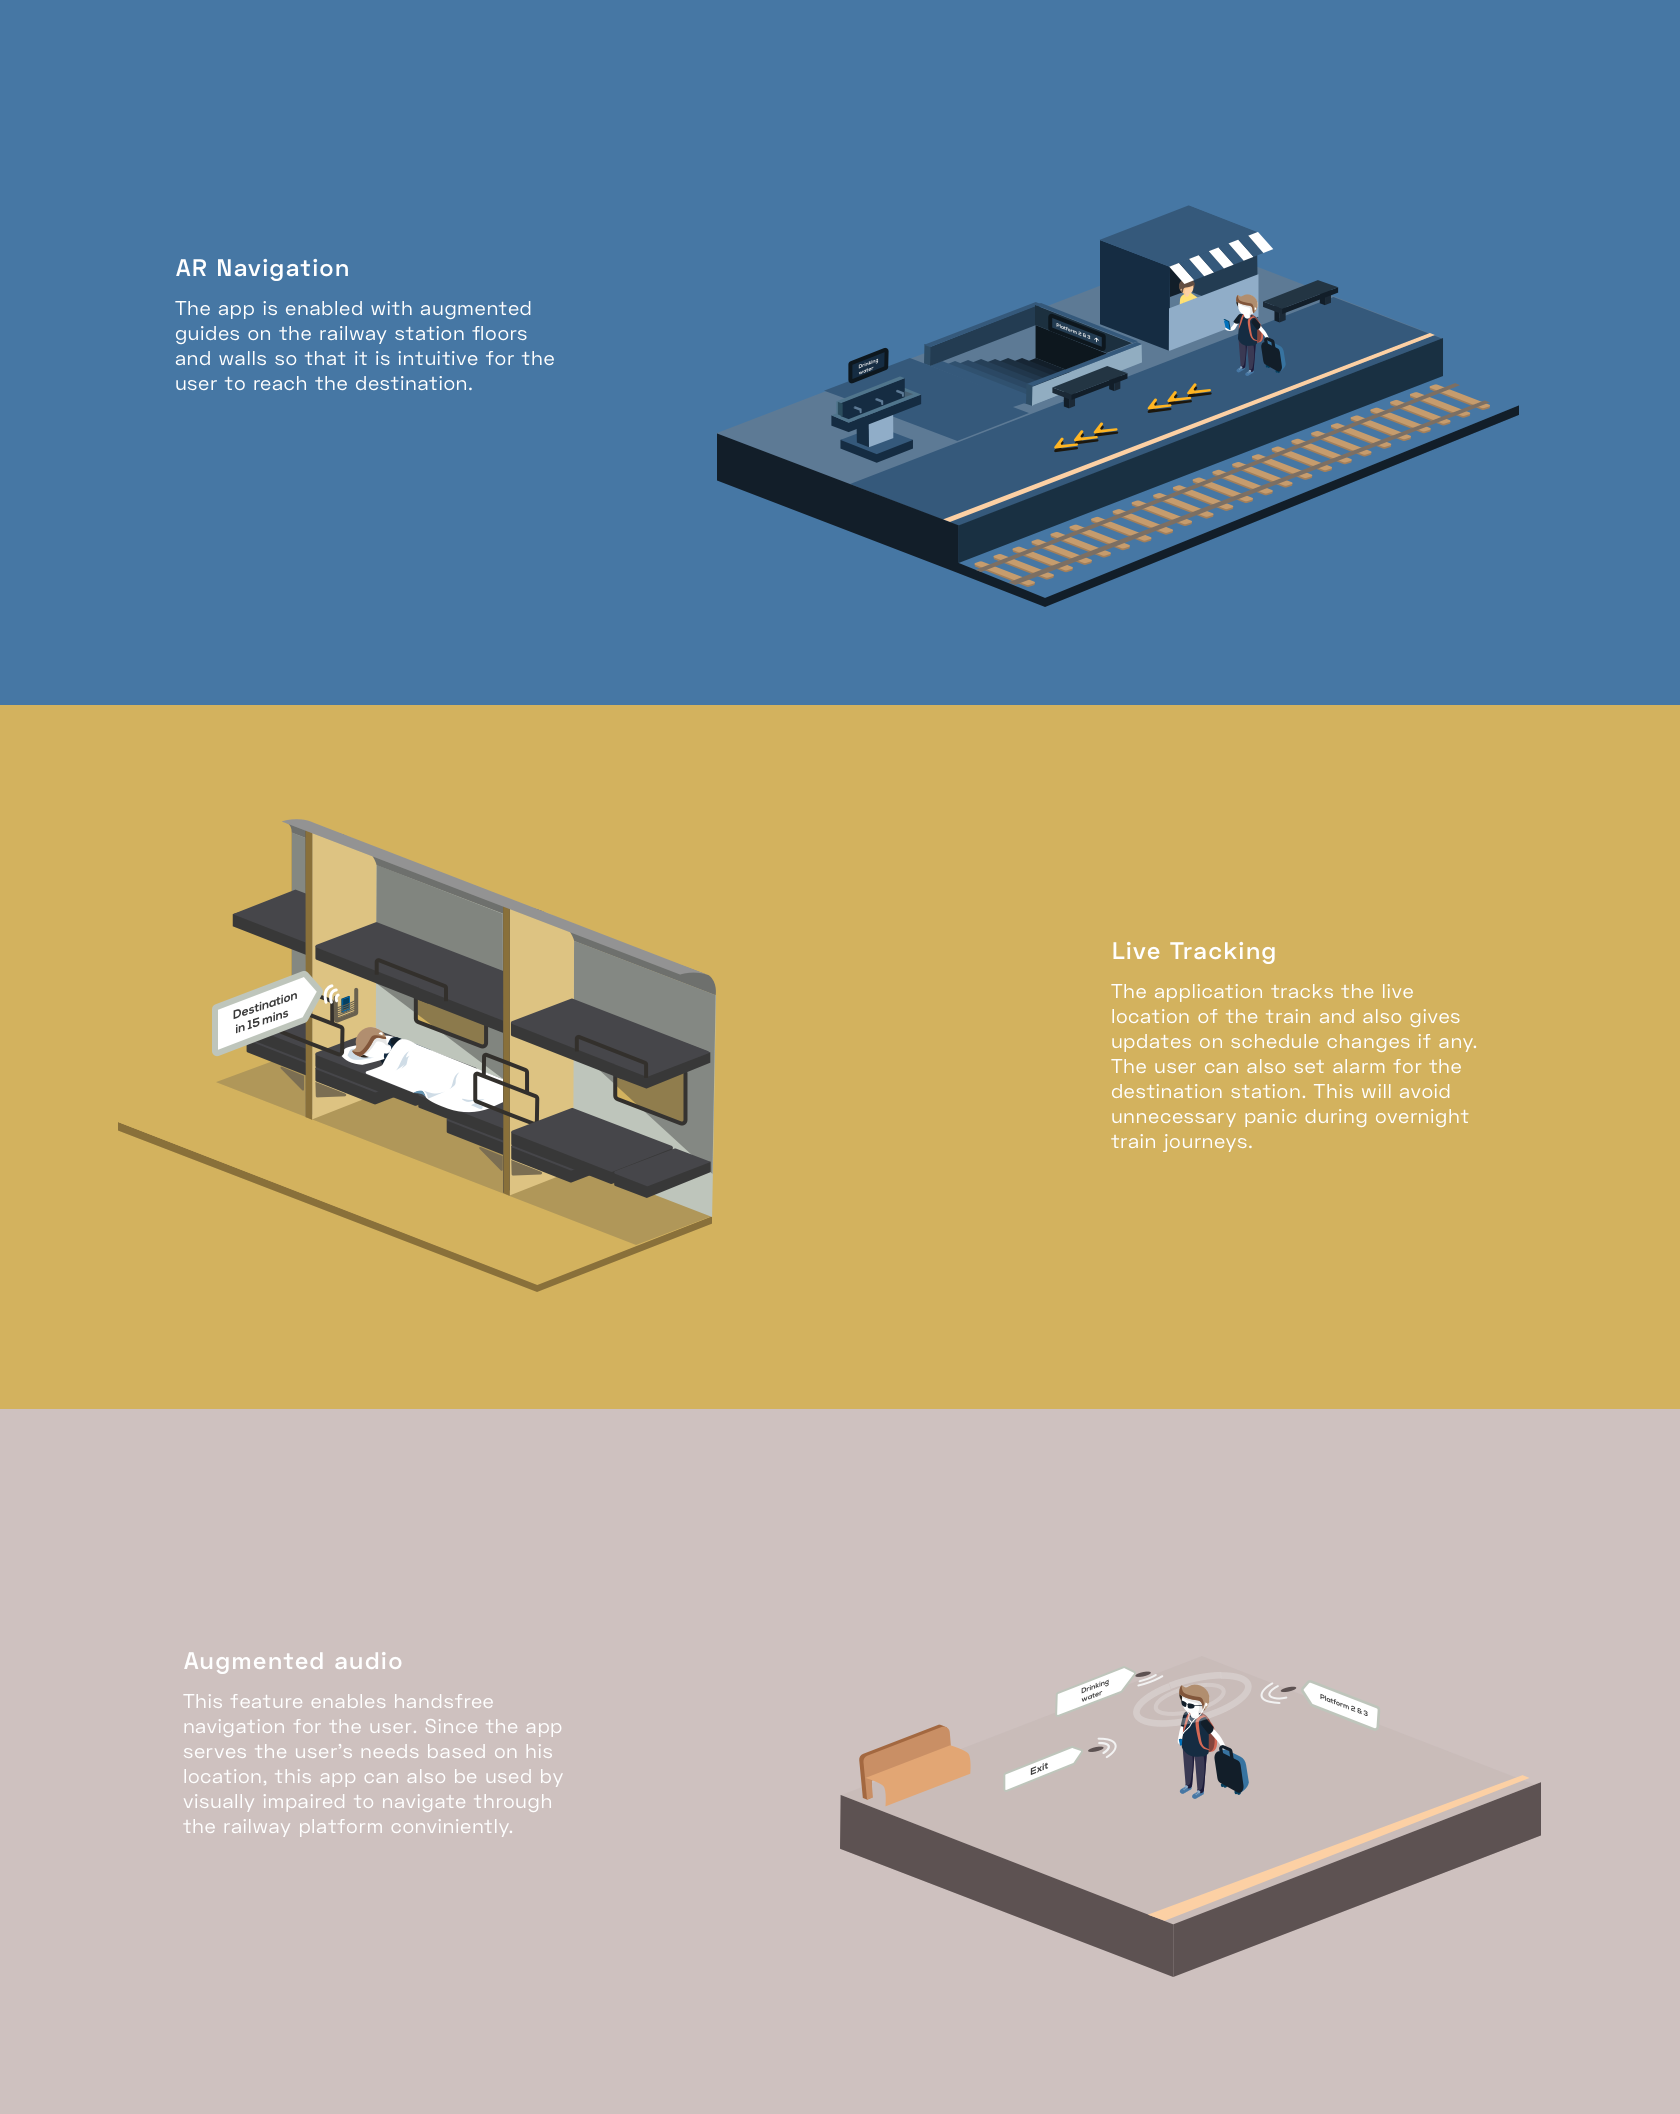 AR Navigation
The app is enabled with augmented
guides on the railway station floors
and walls so that it is intuitive for the
user to reach the destination.
Drinking
water
Platform 2 & 3
Live Tracking
The application tracks the live
location of the train and also gives
updates on schedule changes if any.
The user can also set alarm for the
destination station. This will avoid
unnecessary panic during overnight
train journeys.
Destination
in 15 mins
Augmented audio
This feature enables handsfree
navigation for the user. Since the app
serves the user's needs based on his
location, this app can also be used by
visually impaired to navigate through
the railway platform conviniently.
Drinking
water
Platform 2 & 3
Exit